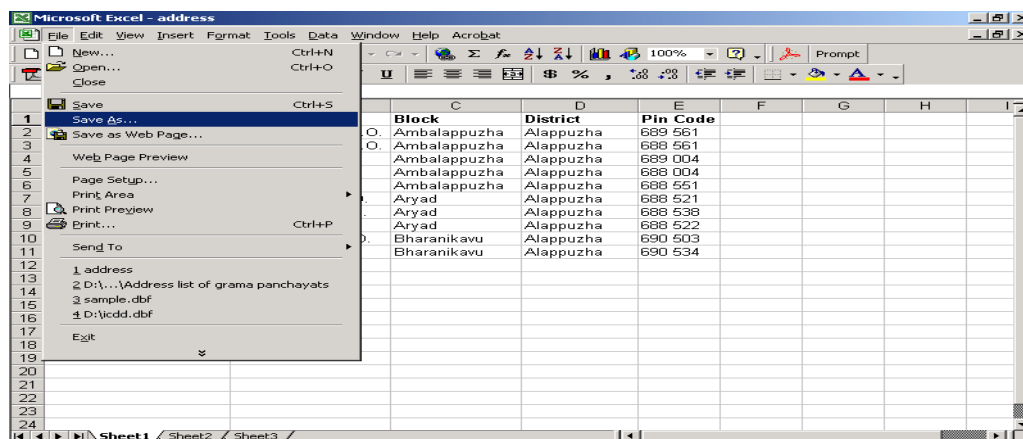 Microsoft Excel - address
File Edit View Insert Format Tools Data Window Help Acrobat
100% Prompt
New... Ctrl+N
Open... Ctrl+O
Close
Save Ctrl+S
Save As...
Save as Web Page...
Web Page Preview
Page Setup...
Print Area
Print Preview
Print... Ctrl+P
Send To
1 address
2 D:\...\Address list of grama panchayats
3 sample.dbf
4 D:\icdd.dbf
Exit
C D E F G H I
1 Block District Pin Code
2 .O. Ambalappuzha Alappuzha 689 561
3 .O. Ambalappuzha Alappuzha 688 561
4 Ambalappuzha Alappuzha 689 004
5 Ambalappuzha Alappuzha 688 004
6 Ambalappuzha Alappuzha 688 551
7 Aryad Alappuzha 688 521
8 Aryad Alappuzha 688 538
9 Aryad Alappuzha 688 522
10 Bharanikavu Alappuzha 690 503
11 Bharanikavu Alappuzha 690 534
12
13
14
15
16
17
18
19
20
21
22
23
24
Sheet1 Sheet2 Sheet3